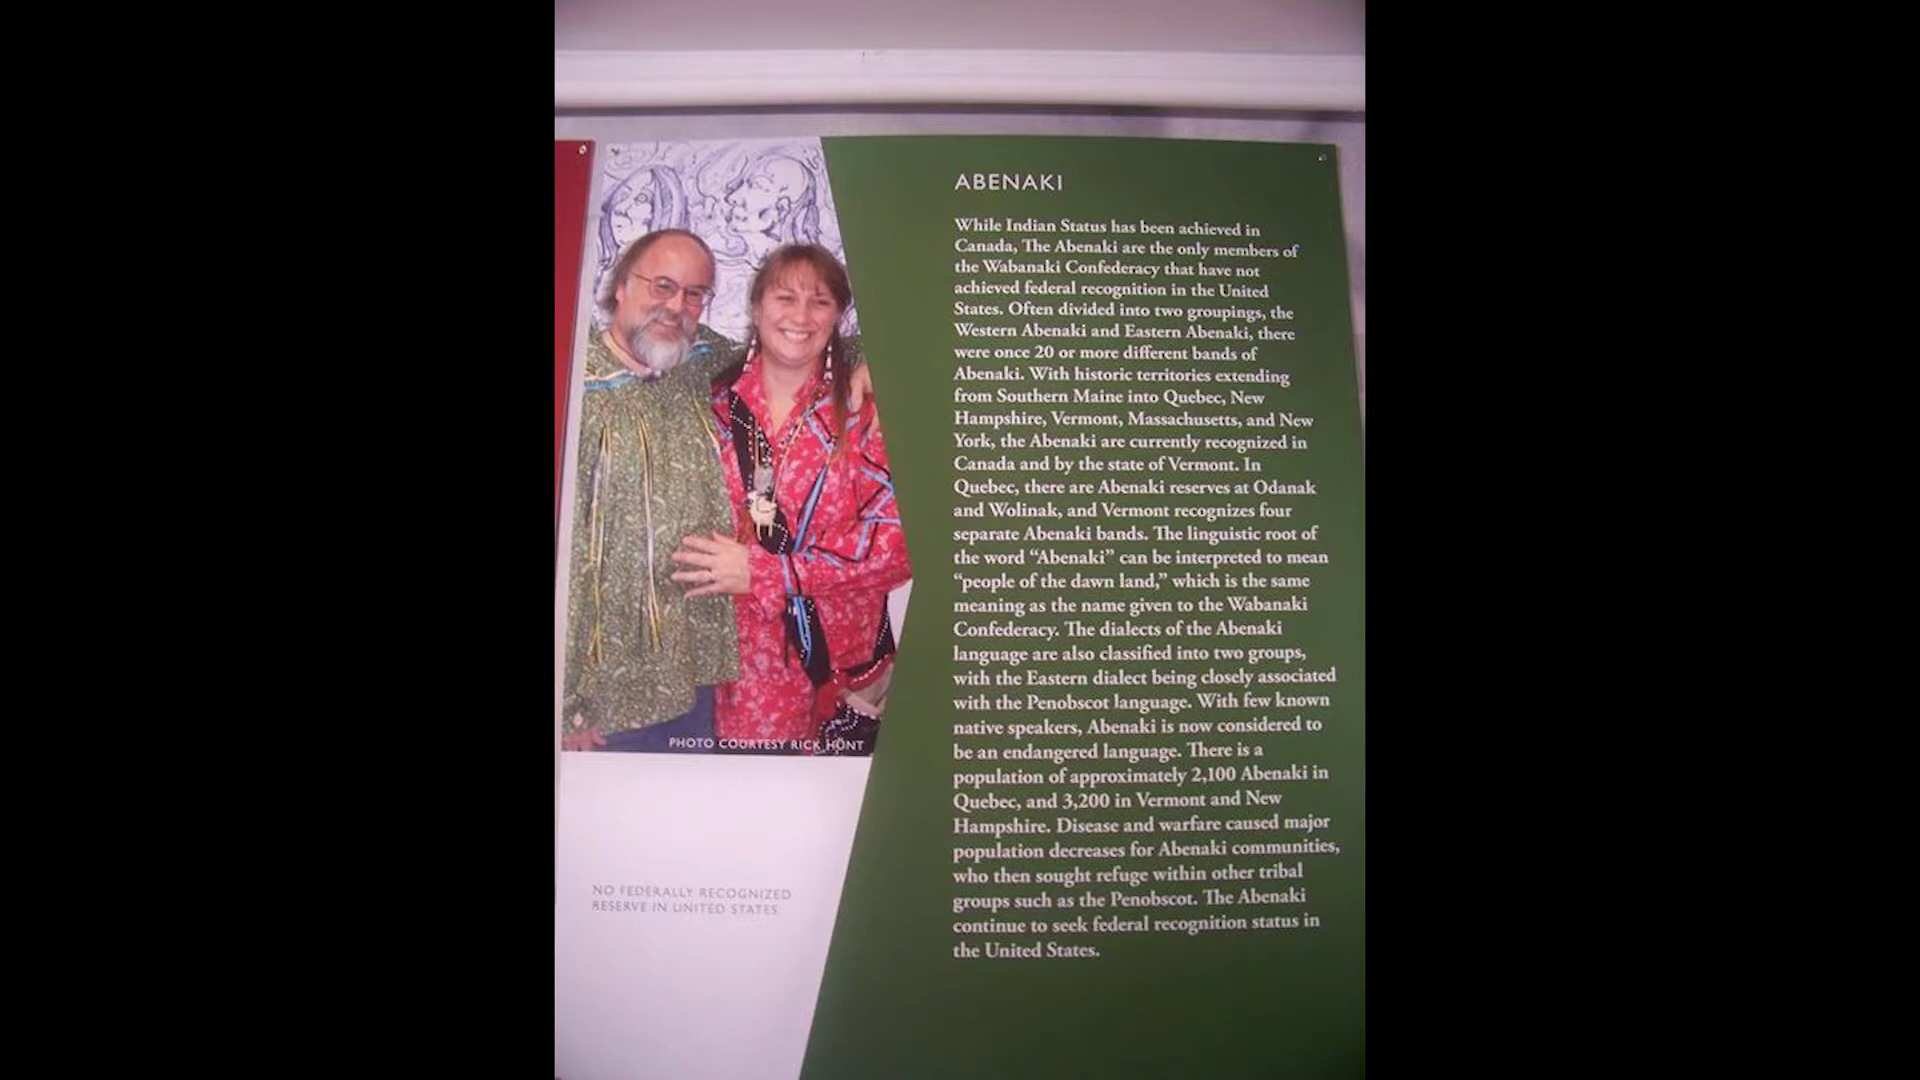 ABENAKI
While Indian Status has been achieved in
Canada, The Abenaki are the only members of
the Wabanaki Confederacy that have not
achieved federal recognition in the United
States. Often divided into two groupings, the
Western Abenaki and Eastern Abenaki, there
were once 20 or more different bands of
Abenaki. With historic territories extending
from Southern Maine into Quebec, New
Hampshire, Vermont, Massachusetts, and New
York, the Abenaki are currently recognized in
Canada and by the state of Vermont. In
Quebec, there are Abenaki reserves at Odanak
and Wolinak, and Vermont recognizes four
separate Abenaki bands. The linguistic root of
the word “Abenaki” can be interpreted to mean
“people of the dawn land,” which is the same
meaning as the name given to the Wabanaki
Confederacy. The dialects of the Abenaki
language are also classified into two groups,
with the Eastern dialect being closely associated
with the Penobscot language. With few known
native speakers, Abenaki is now considered to
be an endangered language. There is a
population of approximately 2,100 Abenaki in
Quebec, and 3,200 in Vermont and New
Hampshire. Disease and warfare caused major
population decreases for Abenaki communities,
who then sought refuge within other tribal
groups such as the Penobscot. The Abenaki
continue to seek federal recognition status in
the United States.
PHOTO COURTESY RICK HUNT
NO FEDERALLY RECOGNIZED
RESERVE IN UNITED STATES